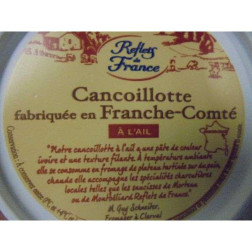 Reflets
de
France
Cancoillotte
fabriquée en Franche-Comté
À L'AIL
"Notre cancoillotte à l'ail a une pâte de couleur
ivoire et une texture filante. À température ambiante
elle se consomme en fromage de plateau tartinée sur du pain,
chaude elle accompagne les spécialités charcutières
locales telles que les saucisses de Morteau
ou de Montbéliard Reflets de France."
M. Guy Schneiter,
Fromager à Clerval